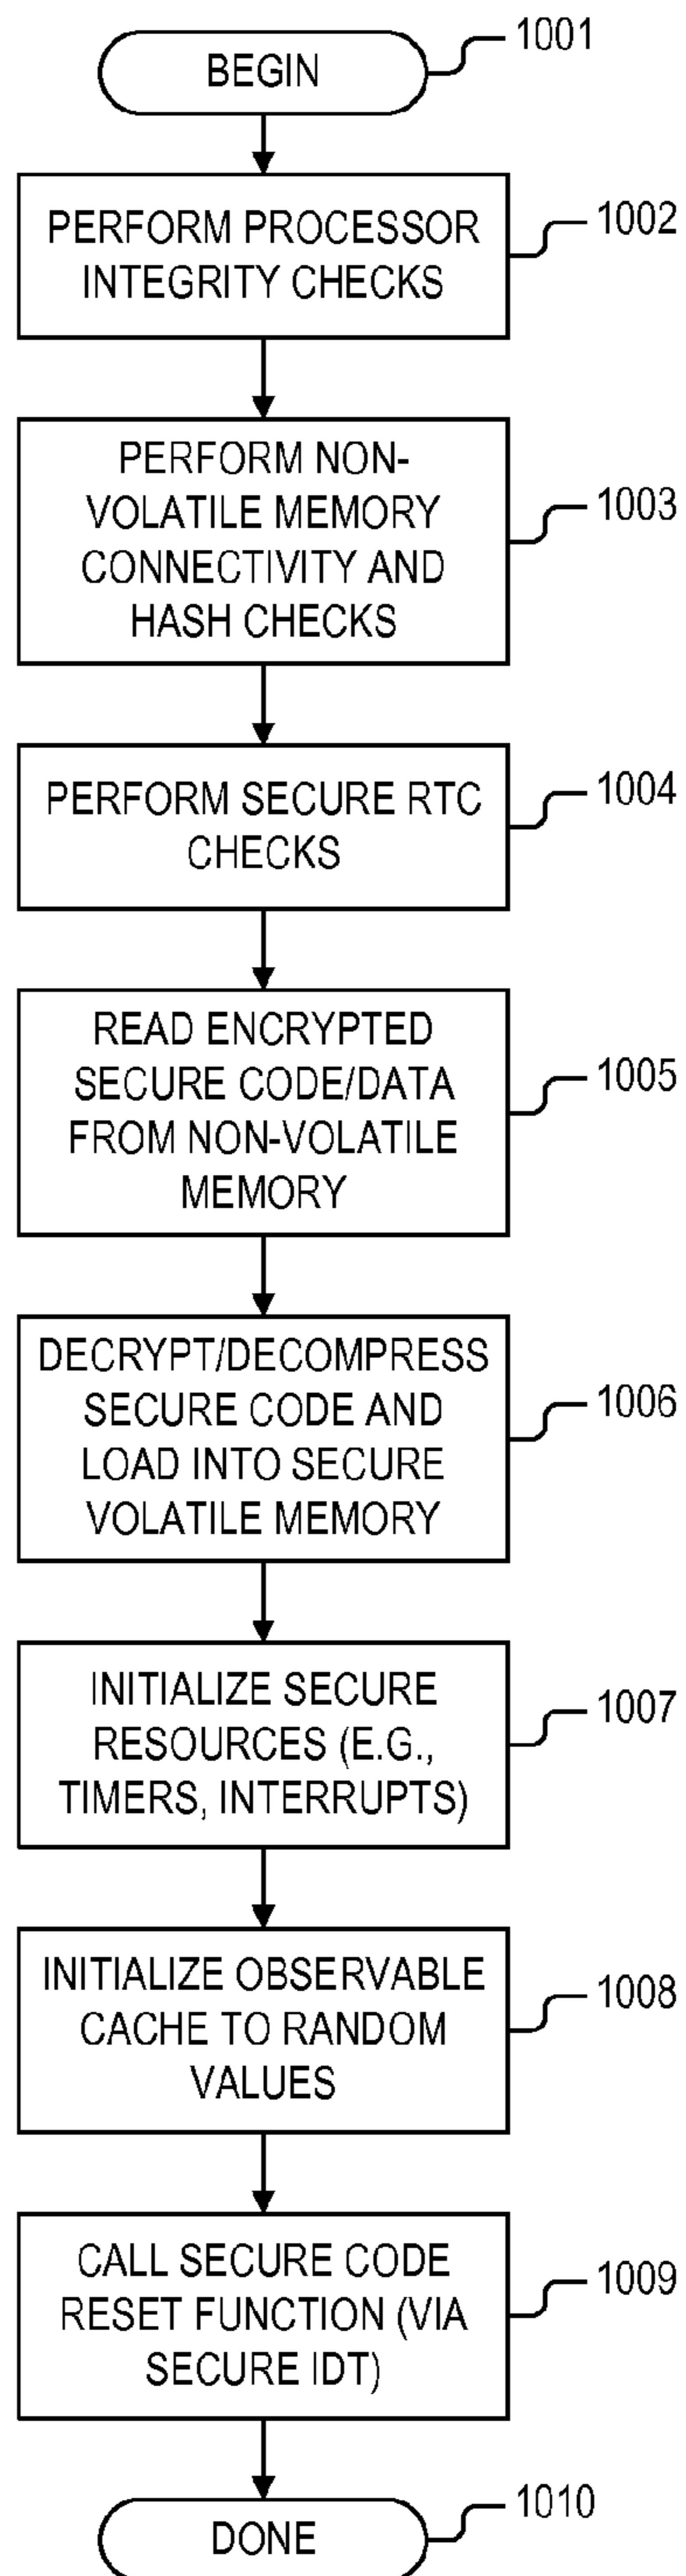 BEGIN
1001
PERFORM PROCESSOR
INTEGRITY CHECKS
1002
PERFORM NON-
VOLATILE MEMORY
CONNECTIVITY AND
HASH CHECKS
1003
PERFORM SECURE RTC
CHECKS
1004
READ ENCRYPTED
SECURE CODE/DATA
FROM NON-VOLATILE
MEMORY
1005
DECRYPT/DECOMPRESS
SECURE CODE AND
LOAD INTO SECURE
VOLATILE MEMORY
1006
INITIALIZE SECURE
RESOURCES (E.G.,
TIMERS, INTERRUPTS)
1007
INITIALIZE OBSERVABLE
CACHE TO RANDOM
VALUES
1008
CALL SECURE CODE
RESET FUNCTION (VIA
SECURE IDT)
1009
DONE
1010